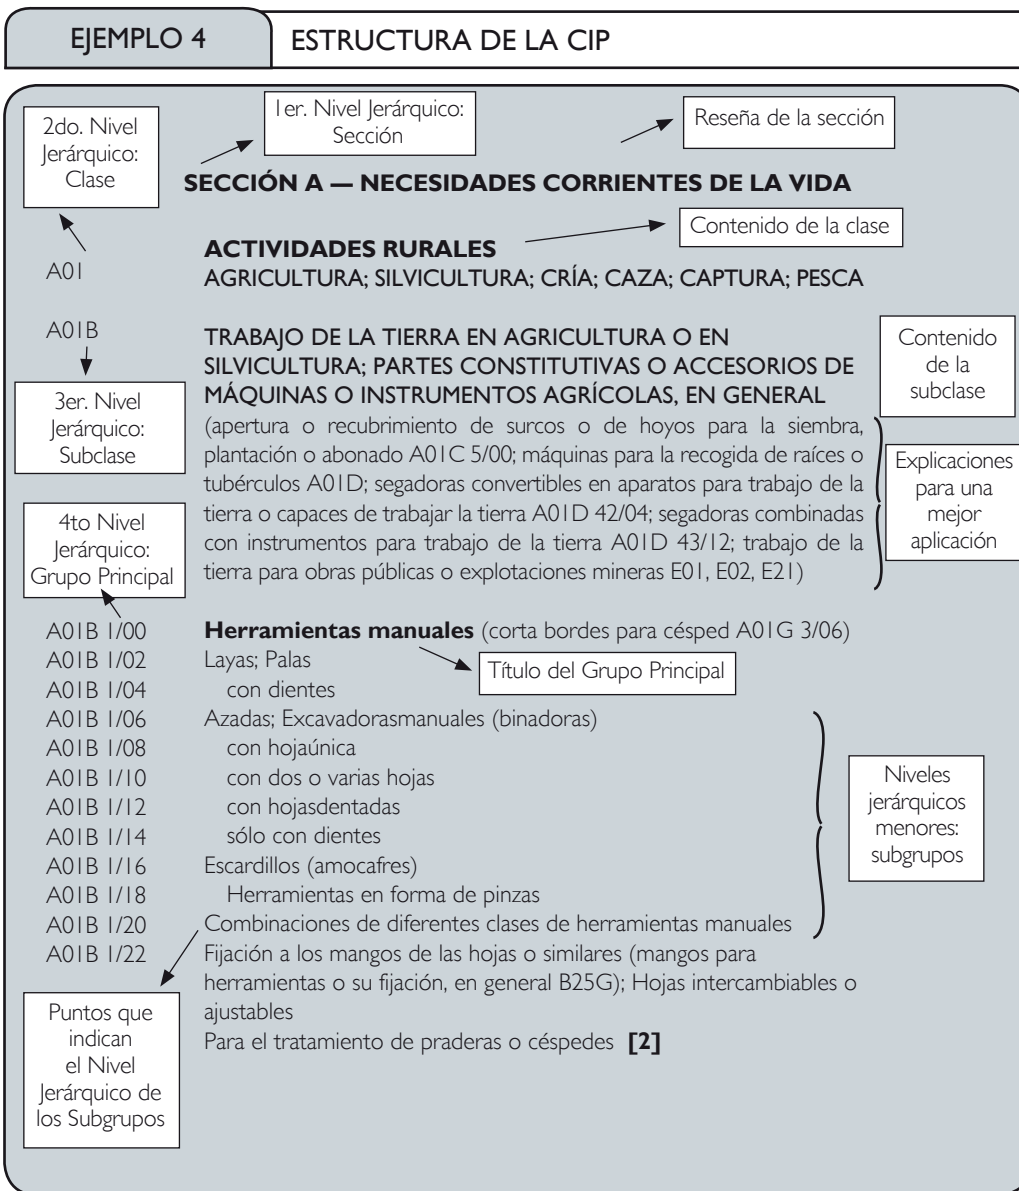 EJEMPLO 4
ESTRUCTURA DE LA CIP
2do. Nivel
Jerárquico:
Clase
1er. Nivel Jerárquico:
Sección
Reseña de la sección
SECCIÓN A — NECESIDADES CORRIENTES DE LA VIDA
Contenido de la clase
ACTIVIDADES RURALES
A01
AGRICULTURA; SILVICULTURA; CRÍA; CAZA; CAPTURA; PESCA
A01B
TRABAJO DE LA TIERRA EN AGRICULTURA O EN
SILVICULTURA; PARTES CONSTITUTIVAS O ACCESORIOS DE
MÁQUINAS O INSTRUMENTOS AGRÍCOLAS, EN GENERAL
Contenido
de la
subclase
3er. Nivel
Jerárquico:
Subclase
(apertura o recubrimiento de surcos o de hoyos para la siembra,
plantación o abonado A01C 5/00; máquinas para la recogida de raíces o
tubérculos A01D; segadoras convertibles en aparatos para trabajo de la
tierra o capaces de trabajar la tierra A01D 42/04; segadoras combinadas
con instrumentos para trabajo de la tierra A01D 43/12; trabajo de la
tierra para obras públicas o explotaciones mineras E01, E02, E21)
Explicaciones
para una
mejor
aplicación
4to Nivel
Jerárquico:
Grupo Principal
A01B 1/00 Herramientas manuales (corta bordes para césped A01G 3/06)
A01B 1/02 Layas; Palas
Título del Grupo Principal
A01B 1/04 con dientes
A01B 1/06 Azadas; Excavadorasmanuales (binadoras)
A01B 1/08 con hojaúnica
A01B 1/10 con dos o varias hojas
A01B 1/12 con hojasdentadas
A01B 1/14 sólo con dientes
A01B 1/16 Escardillos (amocafres)
A01B 1/18 Herramientas en forma de pinzas
A01B 1/20 Combinaciones de diferentes clases de herramientas manuales
A01B 1/22 Fijación a los mangos de las hojas o similares (mangos para
herramientas o su fijación, en general B25G); Hojas intercambiables o
ajustables
Para el tratamiento de praderas o céspedes [2]
Niveles
jerárquicos
menores:
subgrupos
Puntos que
indican
el Nivel
Jerárquico de
los Subgrupos